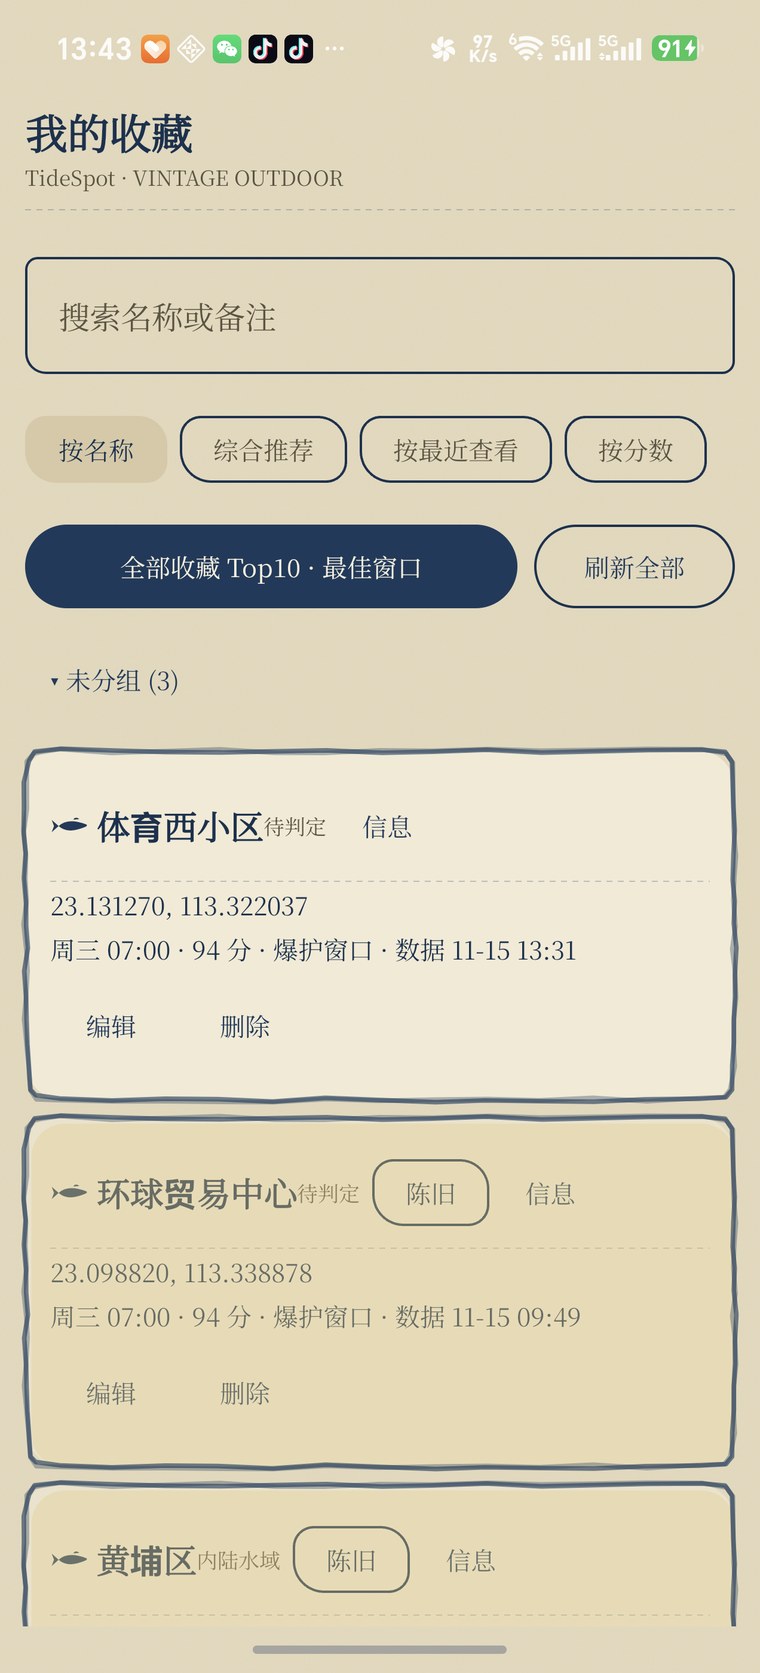 13:43 ··· 97 K/s 6 5G 5G 91
我的收藏
TideSpot · VINTAGE OUTDOOR
搜索名称或备注
按名称 综合推荐 按最近查看 按分数
全部收藏 Top10 · 最佳窗口 刷新全部
▾ 未分组 (3)
体育西小区待判定 信息
23.131270, 113.322037
周三 07:00 · 94 分 · 爆护窗口 · 数据 11-15 13:31
编辑 删除
环球贸易中心待判定 陈旧 信息
23.098820, 113.338878
周三 07:00 · 94 分 · 爆护窗口 · 数据 11-15 09:49
编辑 删除
黄埔区内陆水域 陈旧 信息